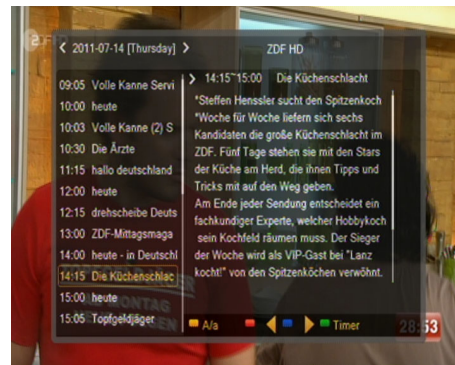 ZDF HD
< 2011-07-14 [Thursday] >
ZDF HD
09:05 Volle Kanne Servi
10:00 heute
10:03 Volle Kanne (2) S
10:30 Die Ärzte
11:15 hallo deutschland
12:00 heute
12:15 drehscheibe Deuts
13:00 ZDF-Mittagsmaga
14:00 heute - in Deutschl
14:15 Die Küchenschlac
15:00 heute
15:05 Topfgeldjäger
> 14:15~15:00 Die Küchenschlacht
"Steffen Henssler sucht den Spitzenkoch
"Woche für Woche liefern sich sechs
Kandidaten die große Küchenschlacht im
ZDF. Fünf Tage stehen sie mit den Stars
der Küche am Herd, die ihnen Tipps und
Tricks mit auf den Weg geben.
Am Ende jeder Sendung entscheidet ein
fachkundiger Experte, welcher Hobbykoch
sein Kochfeld räumen muss. Der Sieger
der Woche wird als VIP-Gast bei "Lanz
kocht!" von den Spitzenköchen verwöhnt.
A/a
Timer
28:53